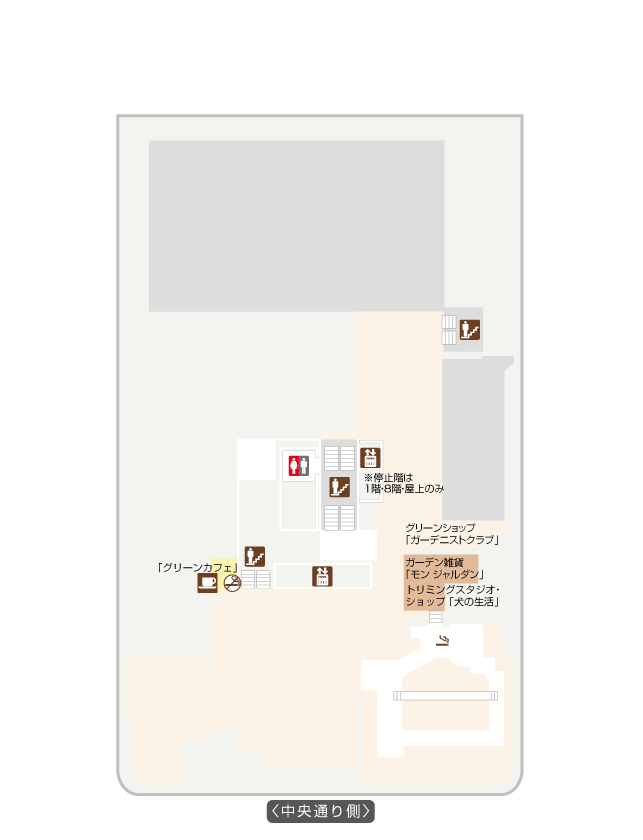 ※停止階は
1階・8階・屋上のみ
グリーンショップ
「ガーデニストクラブ」
「グリーンカフェ」
ガーデン雑貨
「モン ジャルダン」
トリミングスタジオ・
ショップ「犬の生活」
〈中央通り側〉